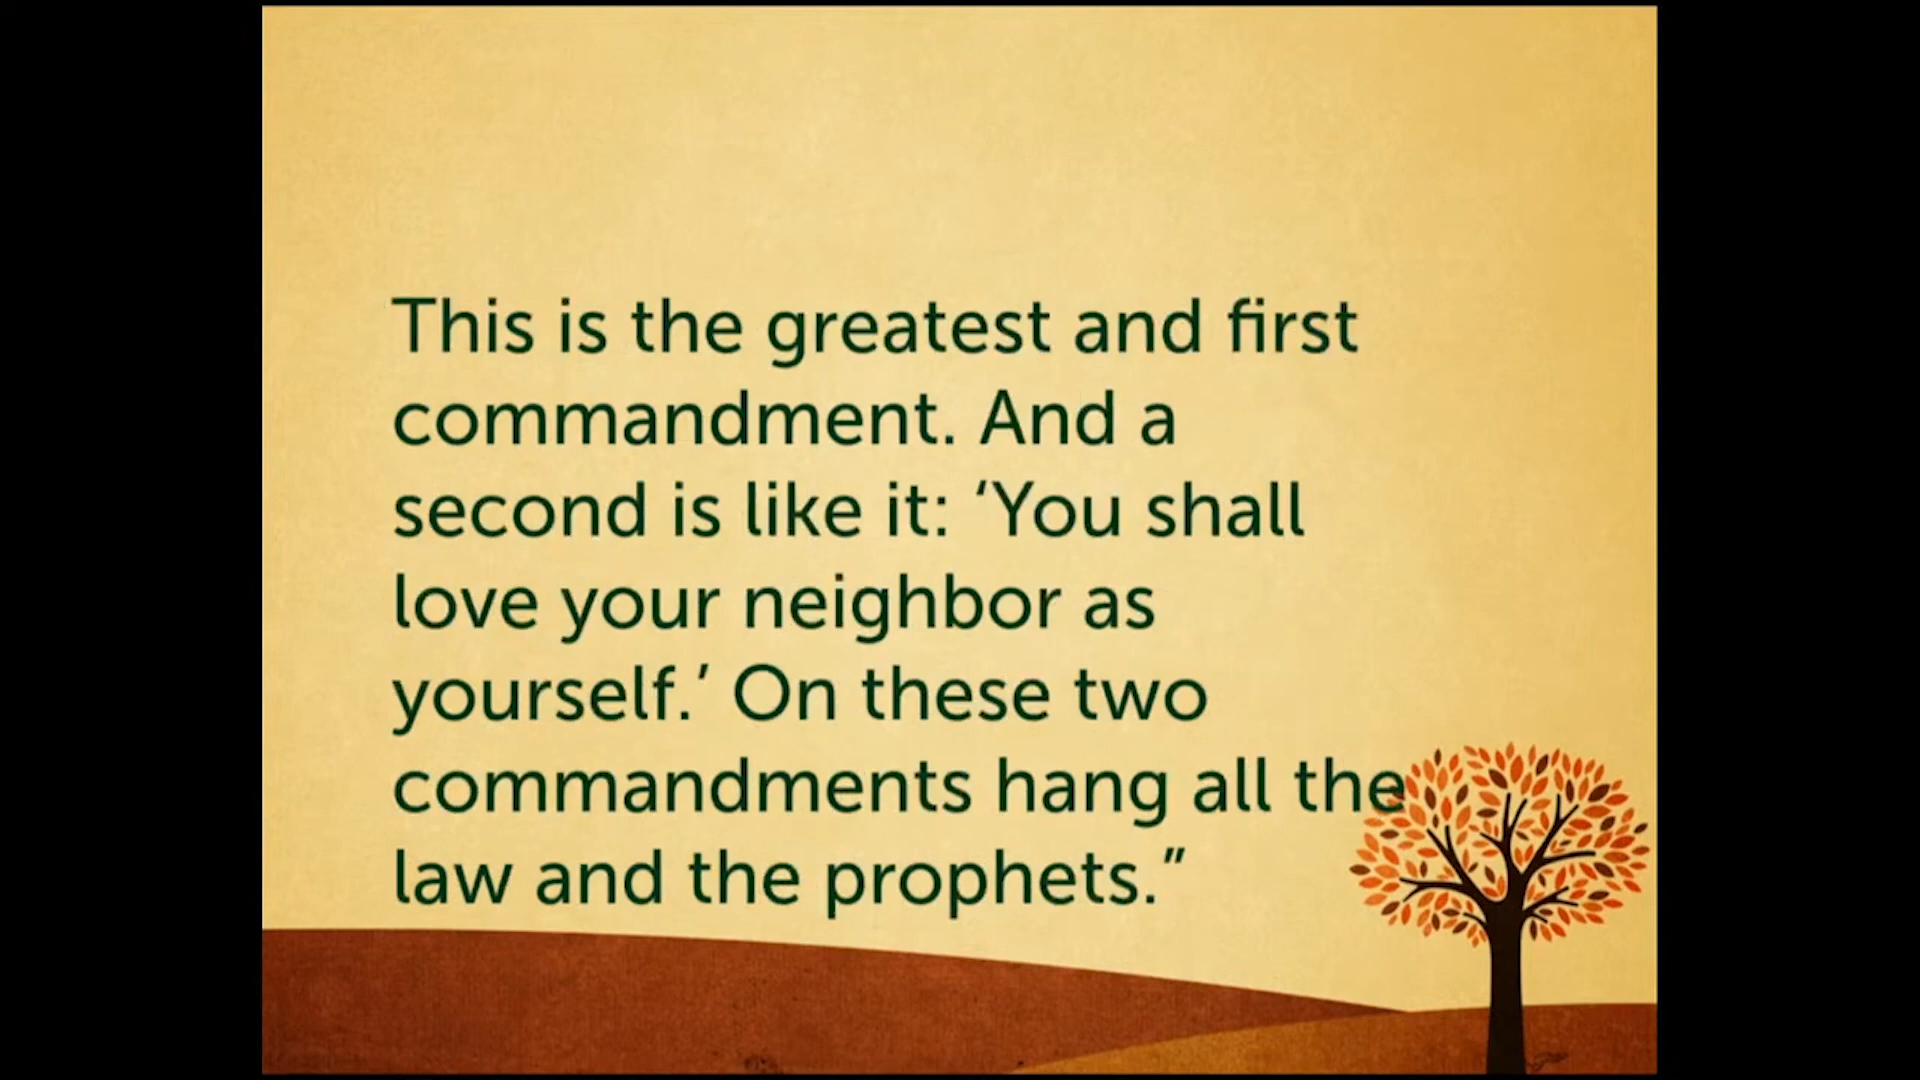 This is the greatest and first
commandment. And a
second is like it: ‘You shall
love your neighbor as
yourself.’ On these two
commandments hang all the
law and the prophets.”